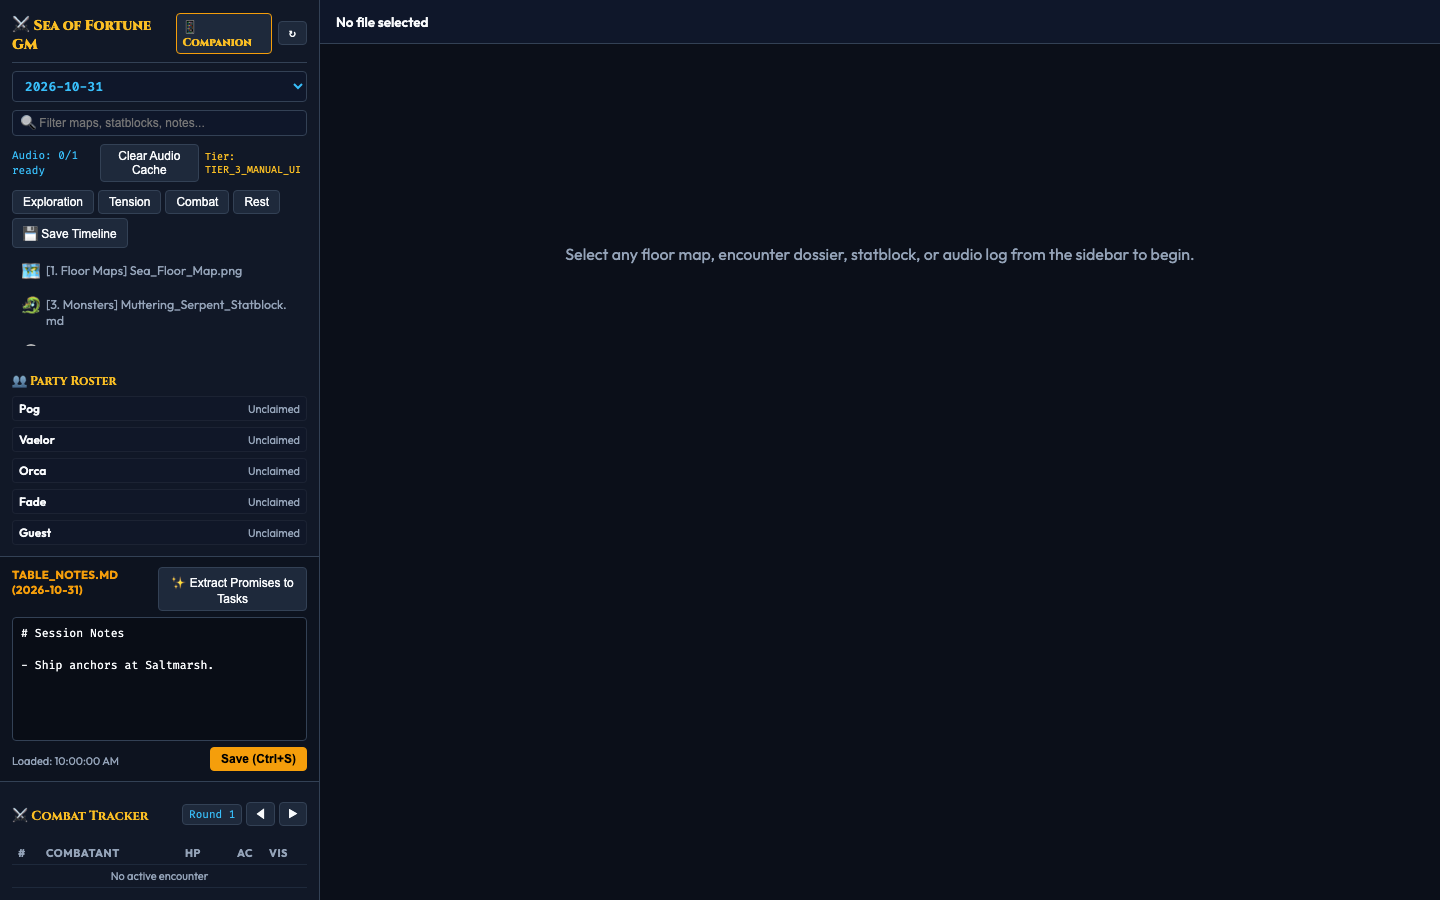 ⚔️ Sea of Fortune
GM
Companion
↻
2026-10-31
Filter maps, statblocks, notes...
Audio: 0/1
ready
Clear Audio
Cache
Tier:
TIER_3_MANUAL_UI
Exploration
Tension
Combat
Rest
Save Timeline
[1. Floor Maps] Sea_Floor_Map.png
[3. Monsters] Muttering_Serpent_Statblock.
md
Party Roster
Pog Unclaimed
Vaelor Unclaimed
Orca Unclaimed
Fade Unclaimed
Guest Unclaimed
TABLE_NOTES.MD
(2026-10-31)
✨ Extract Promises to
Tasks
# Session Notes
- Ship anchors at Saltmarsh.
Loaded: 10:00:00 AM
Save (Ctrl+S)
⚔️ Combat Tracker
Round 1
◀ ▶
# COMBATANT HP AC VIS
No active encounter
No file selected
Select any floor map, encounter dossier, statblock, or audio log from the sidebar to begin.